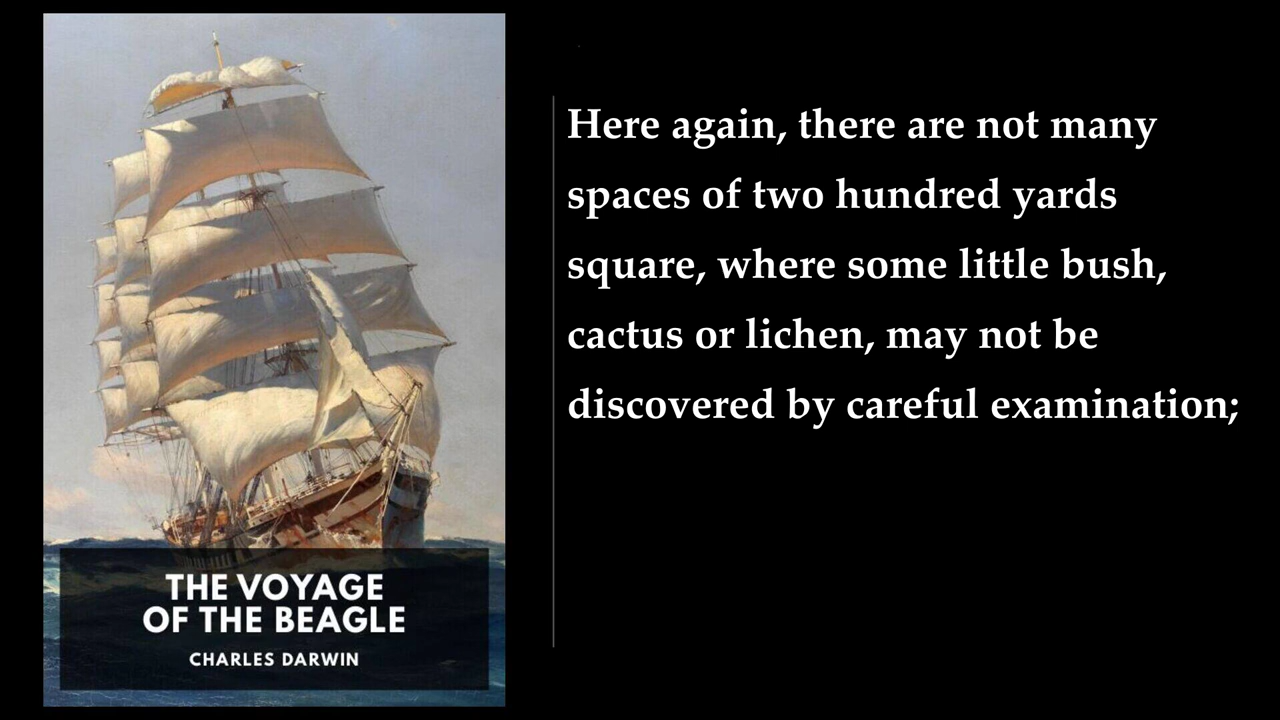 THE VOYAGE
OF THE BEAGLE
CHARLES DARWIN
Here again, there are not many
spaces of two hundred yards
square, where some little bush,
cactus or lichen, may not be
discovered by careful examination;